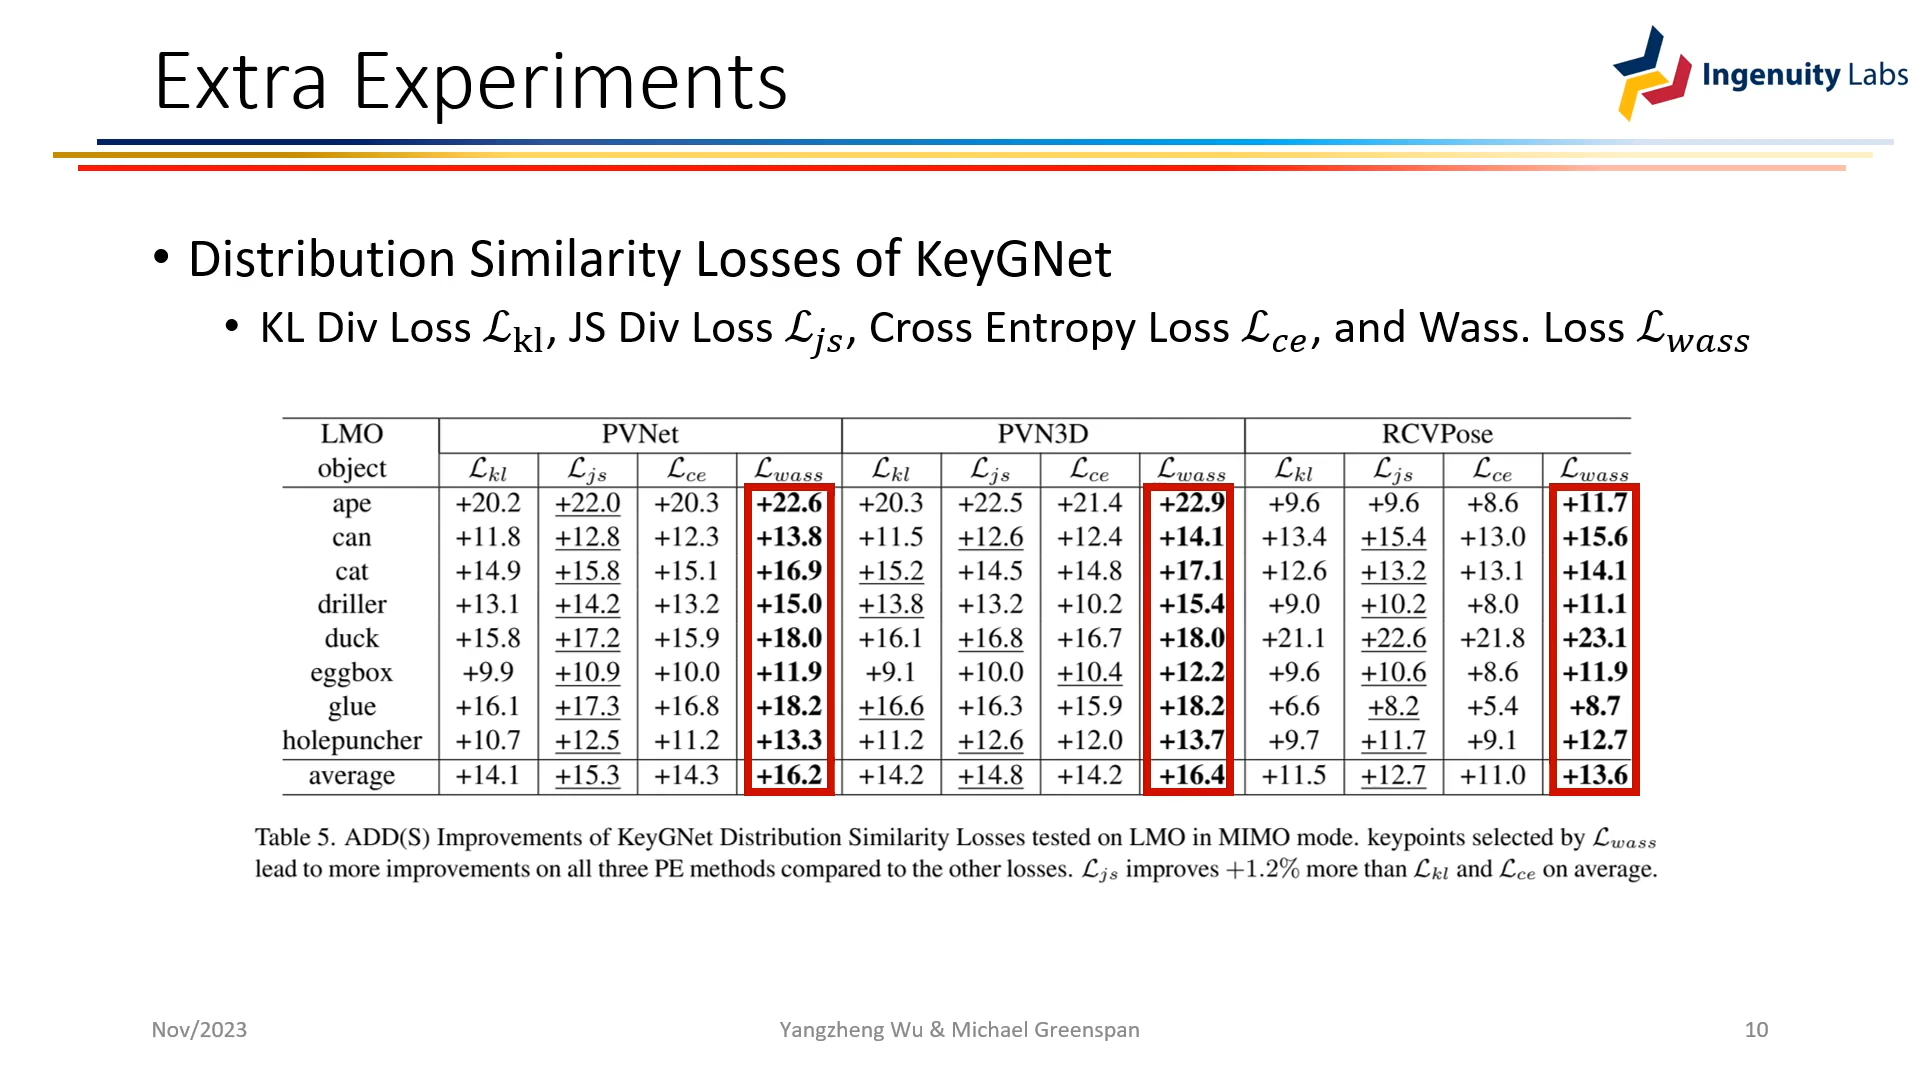 Extra Experiments
Ingenuity Labs
• Distribution Similarity Losses of KeyGNet
• KL Div Loss ℒkl, JS Div Loss ℒjs, Cross Entropy Loss ℒce, and Wass. Loss ℒwass
LMO PVNet PVN3D RCVPose
object ℒkl ℒjs ℒce ℒwass ℒkl ℒjs ℒce ℒwass ℒkl ℒjs ℒce ℒwass
ape +20.2 +22.0 +20.3 +22.6 +20.3 +22.5 +21.4 +22.9 +9.6 +9.6 +8.6 +11.7
can +11.8 +12.8 +12.3 +13.8 +11.5 +12.6 +12.4 +14.1 +13.4 +15.4 +13.0 +15.6
cat +14.9 +15.8 +15.1 +16.9 +15.2 +14.5 +14.8 +17.1 +12.6 +13.2 +13.1 +14.1
driller +13.1 +14.2 +13.2 +15.0 +13.8 +13.2 +10.2 +15.4 +9.0 +10.2 +8.0 +11.1
duck +15.8 +17.2 +15.9 +18.0 +16.1 +16.8 +16.7 +18.0 +21.1 +22.6 +21.8 +23.1
eggbox +9.9 +10.9 +10.0 +11.9 +9.1 +10.0 +10.4 +12.2 +9.6 +10.6 +8.6 +11.9
glue +16.1 +17.3 +16.8 +18.2 +16.6 +16.3 +15.9 +18.2 +6.6 +8.2 +5.4 +8.7
holepuncher +10.7 +12.5 +11.2 +13.3 +11.2 +12.6 +12.0 +13.7 +9.7 +11.7 +9.1 +12.7
average +14.1 +15.3 +14.3 +16.2 +14.2 +14.8 +14.2 +16.4 +11.5 +12.7 +11.0 +13.6
Table 5. ADD(S) Improvements of KeyGNet Distribution Similarity Losses tested on LMO in MIMO mode. keypoints selected by ℒwass
lead to more improvements on all three PE methods compared to the other losses. ℒjs improves +1.2% more than ℒkl and ℒce on average.
Nov/2023
Yangzheng Wu & Michael Greenspan
10